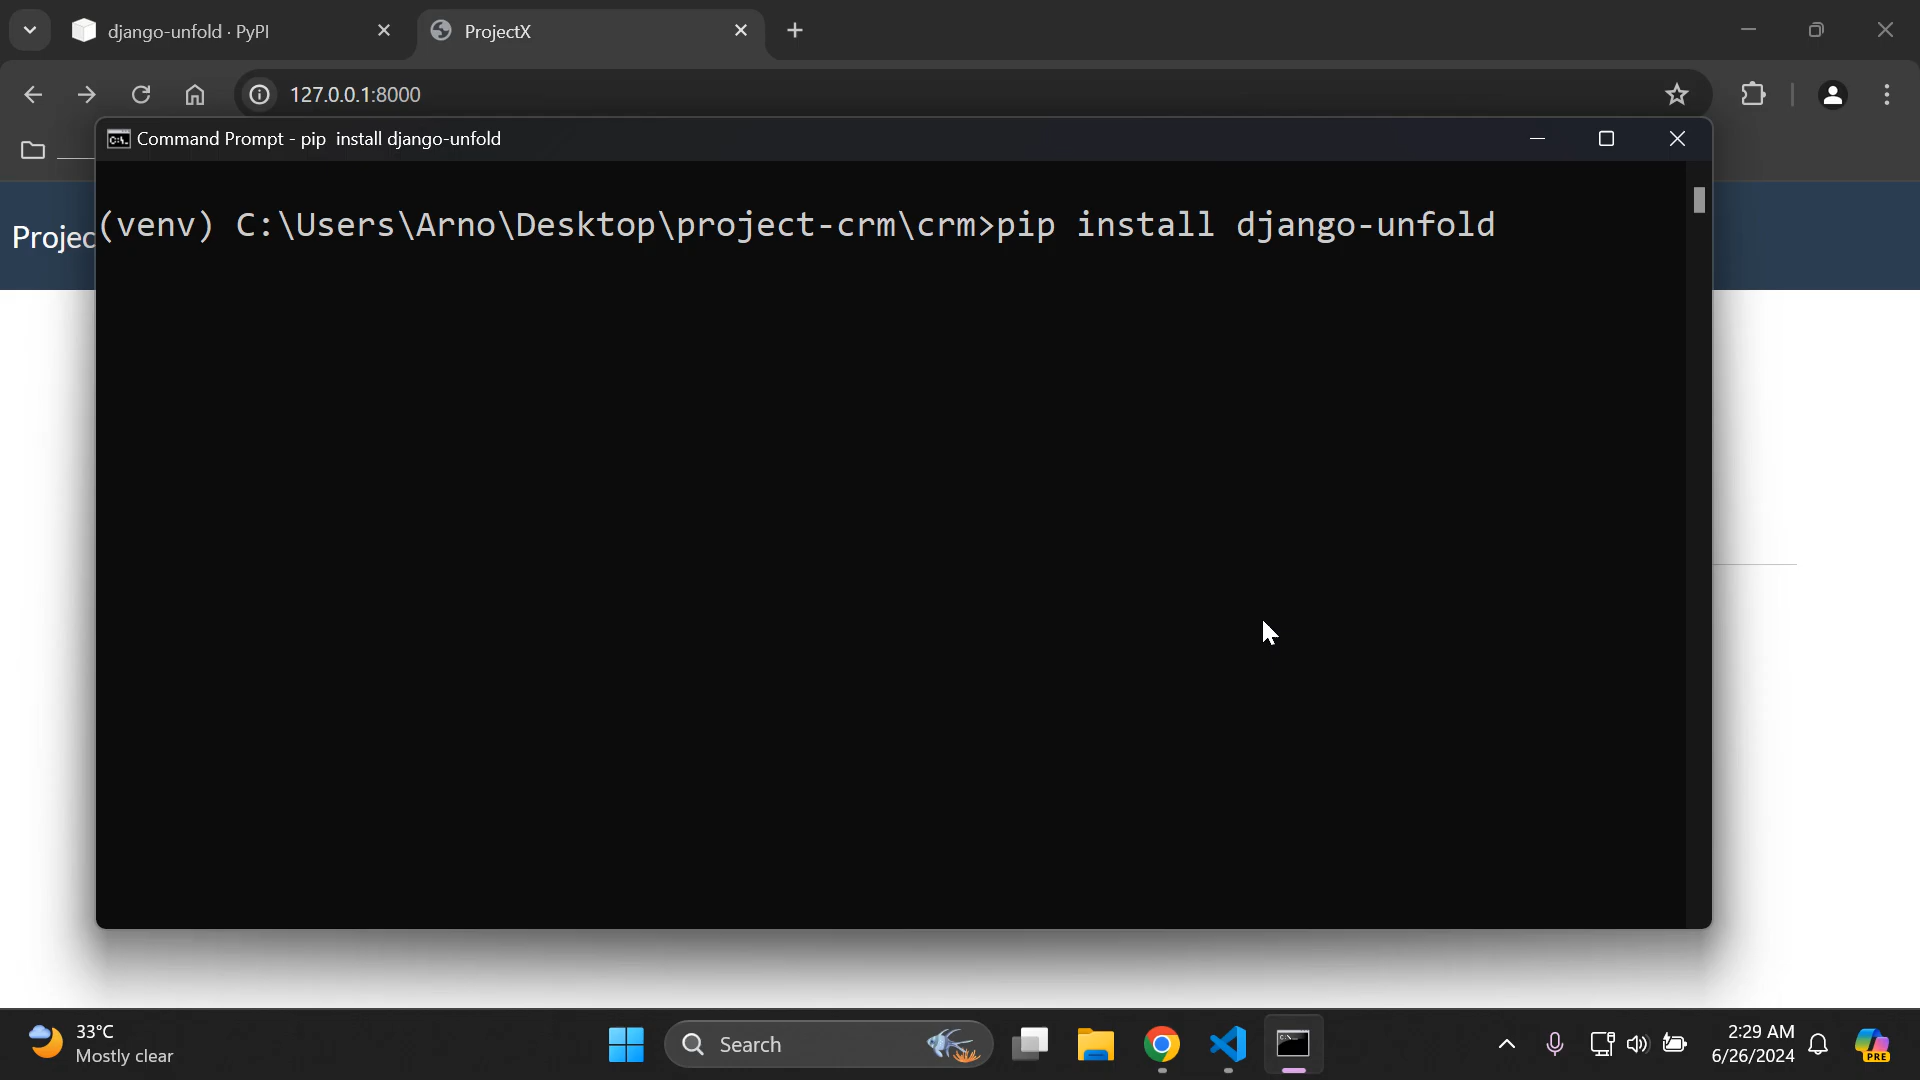 django-unfold · PyPI
ProjectX
127.0.0.1:8000
Command Prompt - pip  install django-unfold
Projec
(venv) C:\Users\Arno\Desktop\project-crm\crm>pip install django-unfold
33°C
Mostly clear
Search
2:29 AM
6/26/2024
PRE